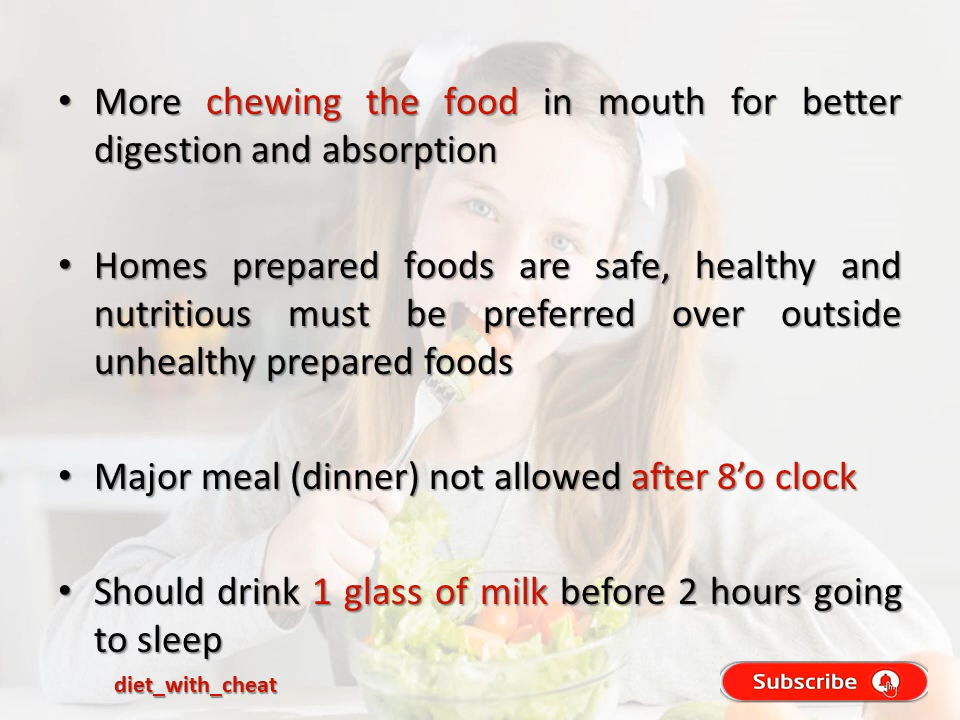 • More chewing the food in mouth for better
digestion and absorption
• Homes prepared foods are safe, healthy and
nutritious must be preferred over outside
unhealthy prepared foods
• Major meal (dinner) not allowed after 8’o clock
• Should drink 1 glass of milk before 2 hours going
to sleep
diet_with_cheat
Subscribe